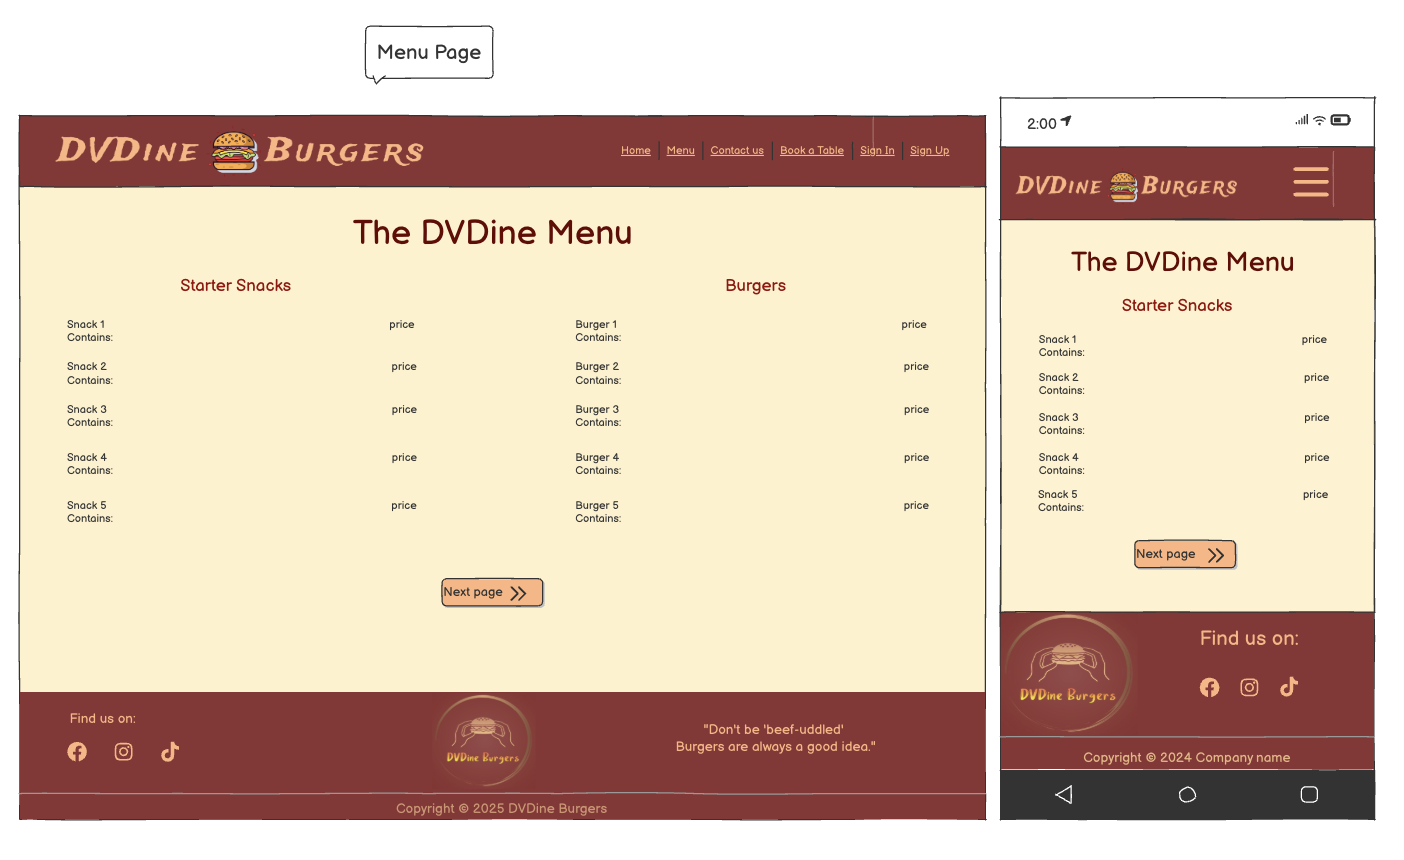 Menu Page
DVDINE BURGERS
Home Menu Contact us Book a Table Sign In Sign Up
The DVDine Menu
Starter Snacks
Snack 1 price
Contains:
Snack 2 price
Contains:
Snack 3 price
Contains:
Snack 4 price
Contains:
Snack 5 price
Contains:
Burgers
Burger 1 price
Contains:
Burger 2 price
Contains:
Burger 3 price
Contains:
Burger 4 price
Contains:
Burger 5 price
Contains:
Next page
Find us on:
DVDine Burgers
"Don't be 'beef-uddled'
Burgers are always a good idea."
Copyright © 2025 DVDine Burgers
2:00
DVDINE BURGERS
The DVDine Menu
Starter Snacks
Snack 1 price
Contains:
Snack 2 price
Contains:
Snack 3 price
Contains:
Snack 4 price
Contains:
Snack 5 price
Contains:
Next page
DVDine Burgers
Find us on:
Copyright © 2024 Company name